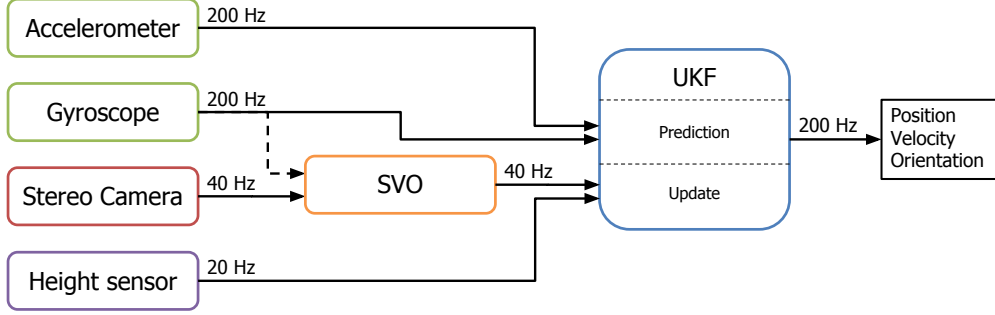 Accelerometer
200 Hz
Gyroscope
200 Hz
Stereo Camera
40 Hz
Height sensor
20 Hz
SVO
40 Hz
UKF
Prediction
Update
200 Hz
Position
Velocity
Orientation